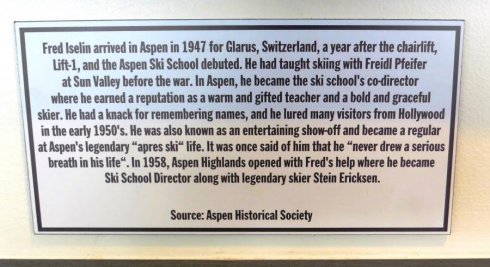 Fred Iselin arrived in Aspen in 1947 for Glarus, Switzerland, a year after the chairlift,
Lift-1, and the Aspen Ski School debuted. He had taught skiing with Freidl Pfeifer
at Sun Valley before the war. In Aspen, he became the ski school's co-director
where he earned a reputation as a warm and gifted teacher and a bold and graceful
skier. He had a knack for remembering names, and he lured many visitors from Hollywood
in the early 1950's. He was also known as an entertaining show-off and became a regular
at Aspen's legendary “apres ski“ life. It was once said of him that he “never drew a serious
breath in his life“. In 1958, Aspen Highlands opened with Fred's help where he became
Ski School Director along with legendary skier Stein Ericksen.
Source: Aspen Historical Society